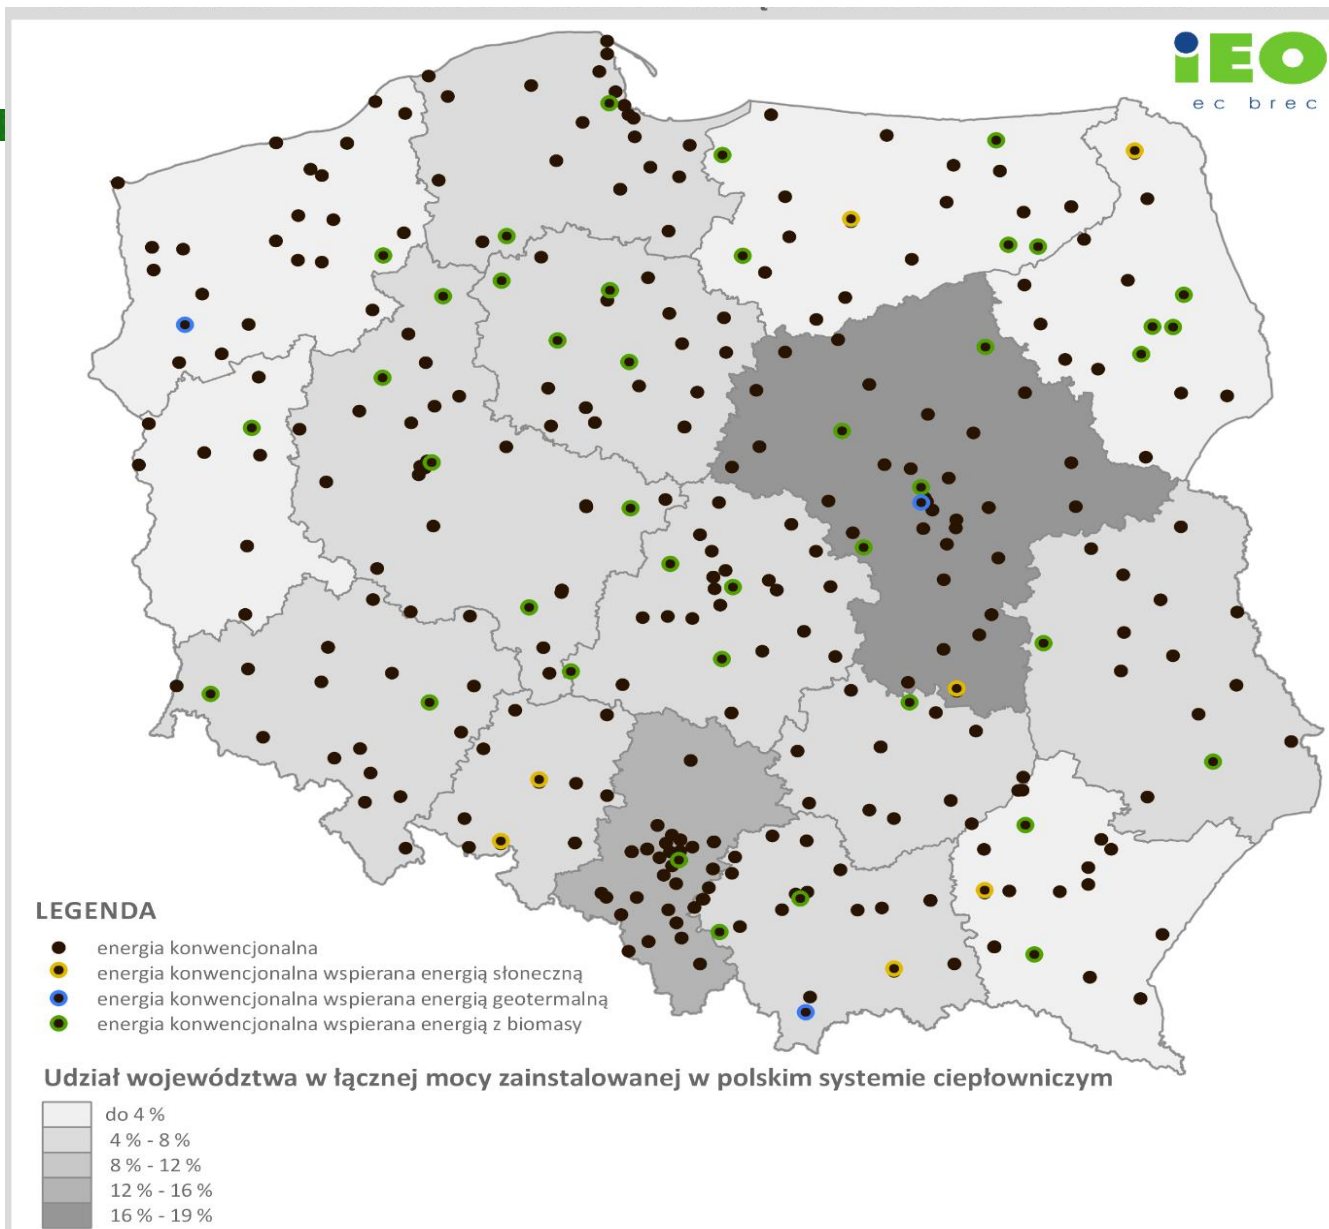 iEO
ec brec
LEGENDA
energia konwencjonalna
energia konwencjonalna wspierana energią słoneczną
energia konwencjonalna wspierana energią geotermalną
energia konwencjonalna wspierana energią z biomasy
Udział województwa w łącznej mocy zainstalowanej w polskim systemie ciepłowniczym
do 4 %
4 % - 8 %
8 % - 12 %
12 % - 16 %
16 % - 19 %